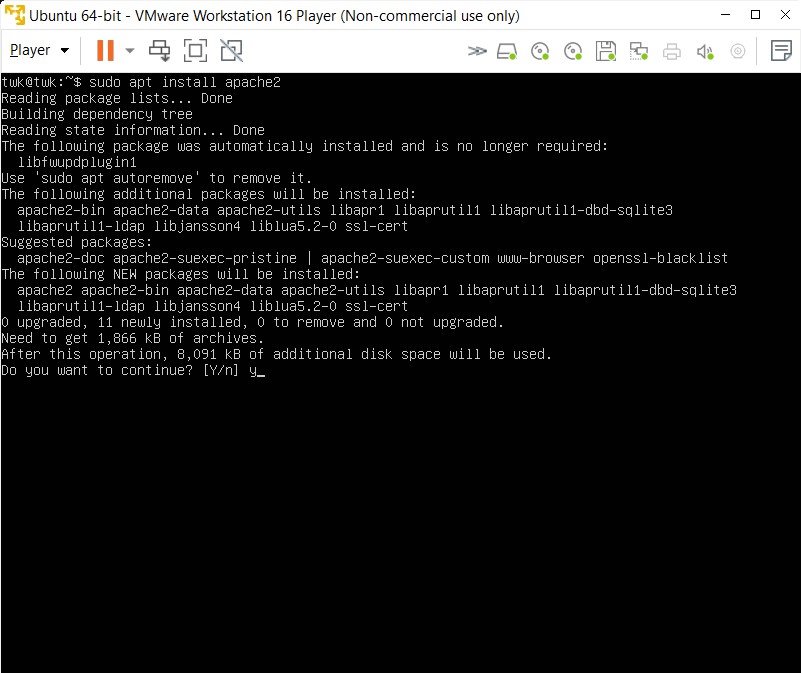 Ubuntu 64-bit - VMware Workstation 16 Player (Non-commercial use only)
Player
twk@twk:~$ sudo apt install apache2
Reading package lists... Done
Building dependency tree
Reading state information... Done
The following package was automatically installed and is no longer required:
  libfwupdplugin1
Use 'sudo apt autoremove' to remove it.
The following additional packages will be installed:
  apache2-bin apache2-data apache2-utils libapr1 libaprutil1 libaprutil1-dbd-sqlite3
  libaprutil1-ldap libjansson4 liblua5.2-0 ssl-cert
Suggested packages:
  apache2-doc apache2-suexec-pristine | apache2-suexec-custom www-browser openssl-blacklist
The following NEW packages will be installed:
  apache2 apache2-bin apache2-data apache2-utils libapr1 libaprutil1 libaprutil1-dbd-sqlite3
  libaprutil1-ldap libjansson4 liblua5.2-0 ssl-cert
0 upgraded, 11 newly installed, 0 to remove and 0 not upgraded.
Need to get 1,866 kB of archives.
After this operation, 8,091 kB of additional disk space will be used.
Do you want to continue? [Y/n] y_